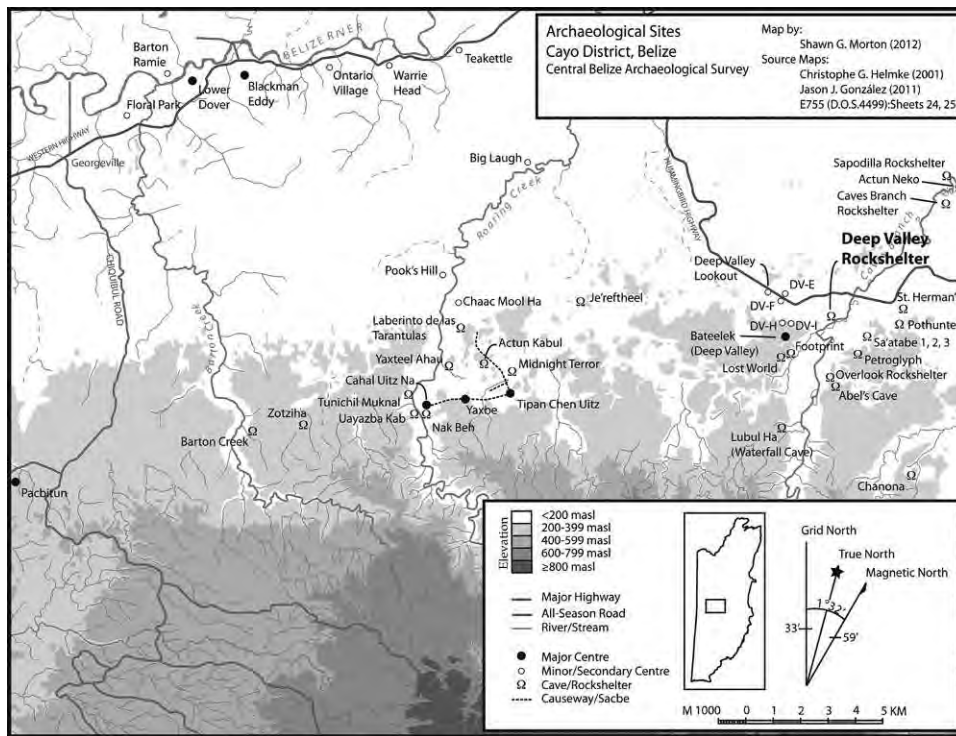 Archaeological Sites
Cayo District, Belize
Central Belize Archaeological Survey
Map by:
Shawn G. Morton (2012)
Source Maps:
Christophe G. Helmke (2001)
Jason J. González (2011)
E755 (D.O.S.4499):Sheets 24, 25
BELIZE RIVER
Teakettle
Barton
Ramie
Lower
Dover
Blackman
Eddy
Ontario
Village
Warrie
Head
Floral Park
WESTERN HIGHWAY
Georgeville
Big Laugh
Roaring Creek
HUMMINGBIRD HIGHWAY
Sapodilla Rockshelter
Actun Neko
Caves Branch
Rockshelter
Caves Branch
Deep Valley
Rockshelter
CHIQUIBUL ROAD
Pook's Hill
Deep Valley
Lookout
DV-E
DV-F
St. Herman's
Chaac Mool Ha
Je'reftheel
Laberinto de las
Tarantulas
DV-H
DV-I
Pothunter
Bateelek
(Deep Valley)
Footprint
Sa'atabe 1, 2, 3
Barton Creek
Actun Kabul
Yaxteel Ahau
Midnight Terror
Lost World
Petroglyph
Cahal Uitz Na
Overlook Rockshelter
Tunichil Muknal
Uayazba Kab
Yaxbe
Tipan Chen Uitz
Abel's Cave
Zotziha
Nak Beh
Barton Creek
Lubul Ha
(Waterfall Cave)
Chanona
Pacbitun
Elevation
<200 masl
200-399 masl
400-599 masl
600-799 masl
≥800 masl
Major Highway
All-Season Road
River/Stream
Major Centre
Minor/Secondary Centre
Cave/Rockshelter
Causeway/Sacbe
Grid North
True North
Magnetic North
1°32'
33'
59'
M 1000 0 1 2 3 4 5 KM